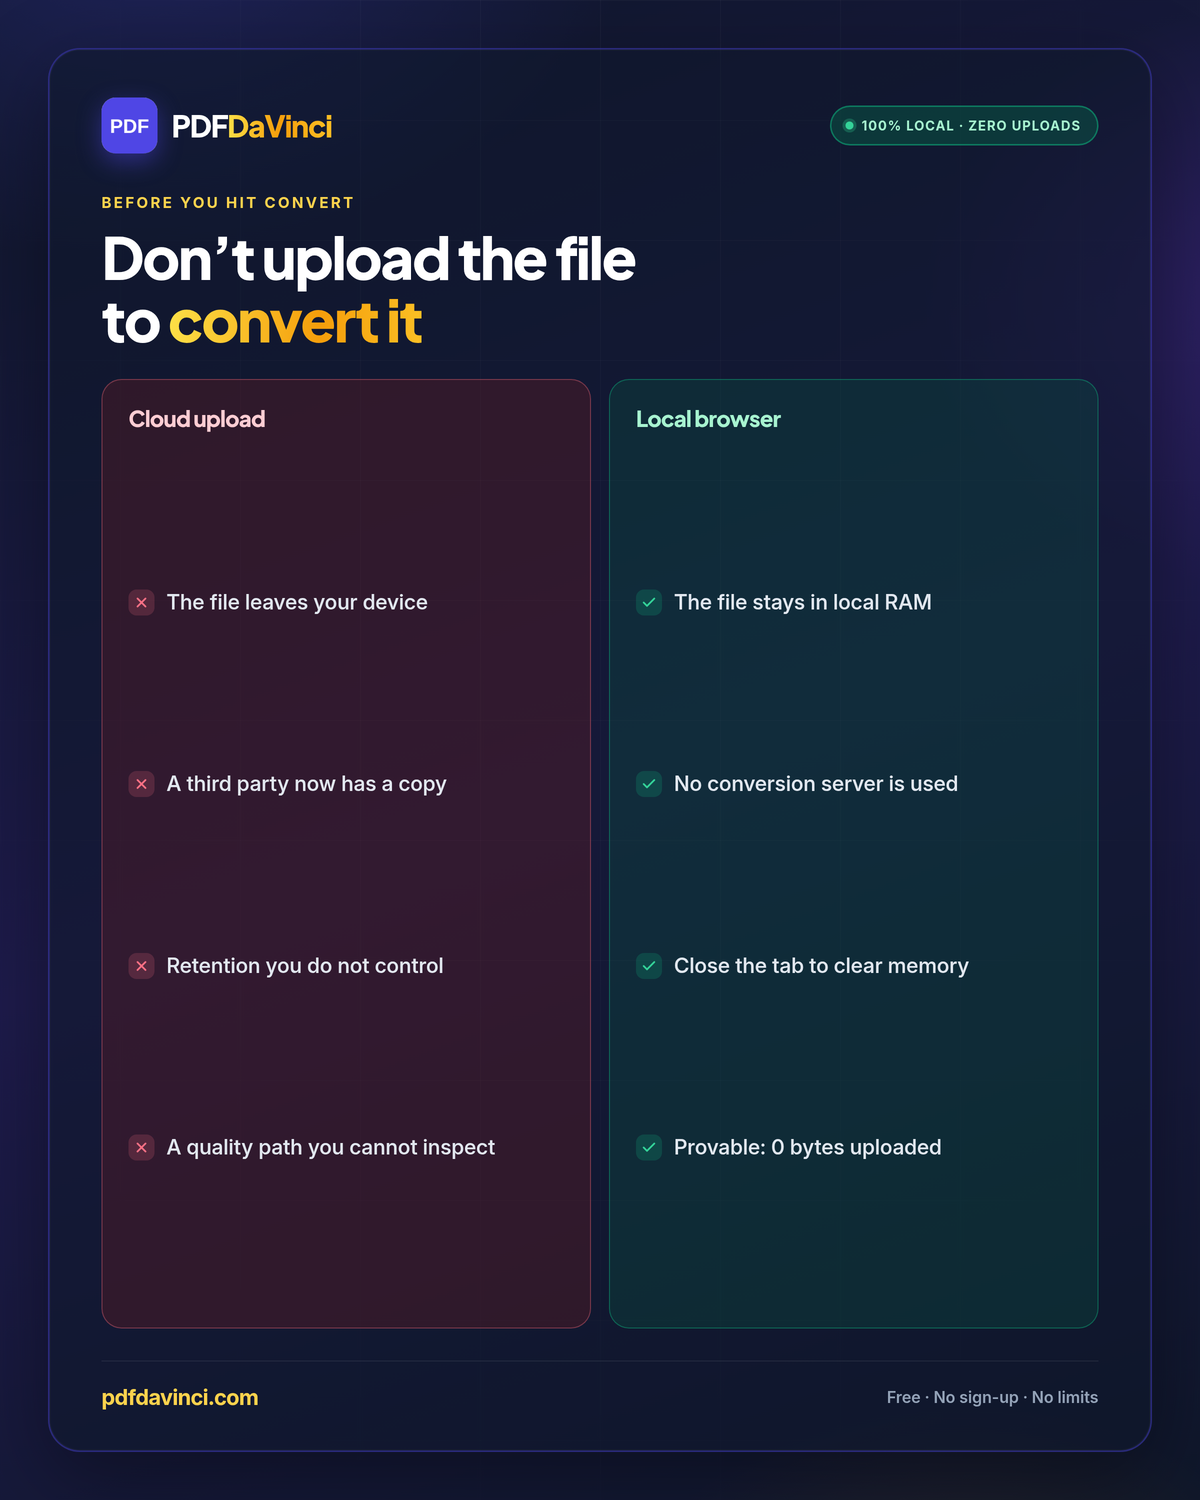 PDF
PDFDaVinci
100% LOCAL · ZERO UPLOADS
BEFORE YOU HIT CONVERT
Don’t upload the file
to convert it
Cloud upload
The file leaves your device
A third party now has a copy
Retention you do not control
A quality path you cannot inspect
Local browser
The file stays in local RAM
No conversion server is used
Close the tab to clear memory
Provable: 0 bytes uploaded
pdfdavinci.com
Free · No sign-up · No limits